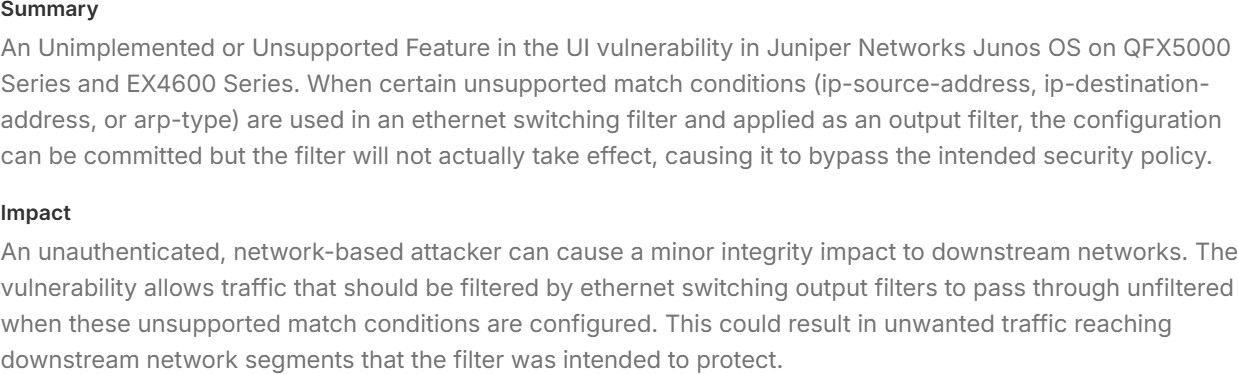 Summary
An Unimplemented or Unsupported Feature in the UI vulnerability in Juniper Networks Junos OS on QFX5000
Series and EX4600 Series. When certain unsupported match conditions (ip-source-address, ip-destination-
address, or arp-type) are used in an ethernet switching filter and applied as an output filter, the configuration
can be committed but the filter will not actually take effect, causing it to bypass the intended security policy.
Impact
An unauthenticated, network-based attacker can cause a minor integrity impact to downstream networks. The
vulnerability allows traffic that should be filtered by ethernet switching output filters to pass through unfiltered
when these unsupported match conditions are configured. This could result in unwanted traffic reaching
downstream network segments that the filter was intended to protect.